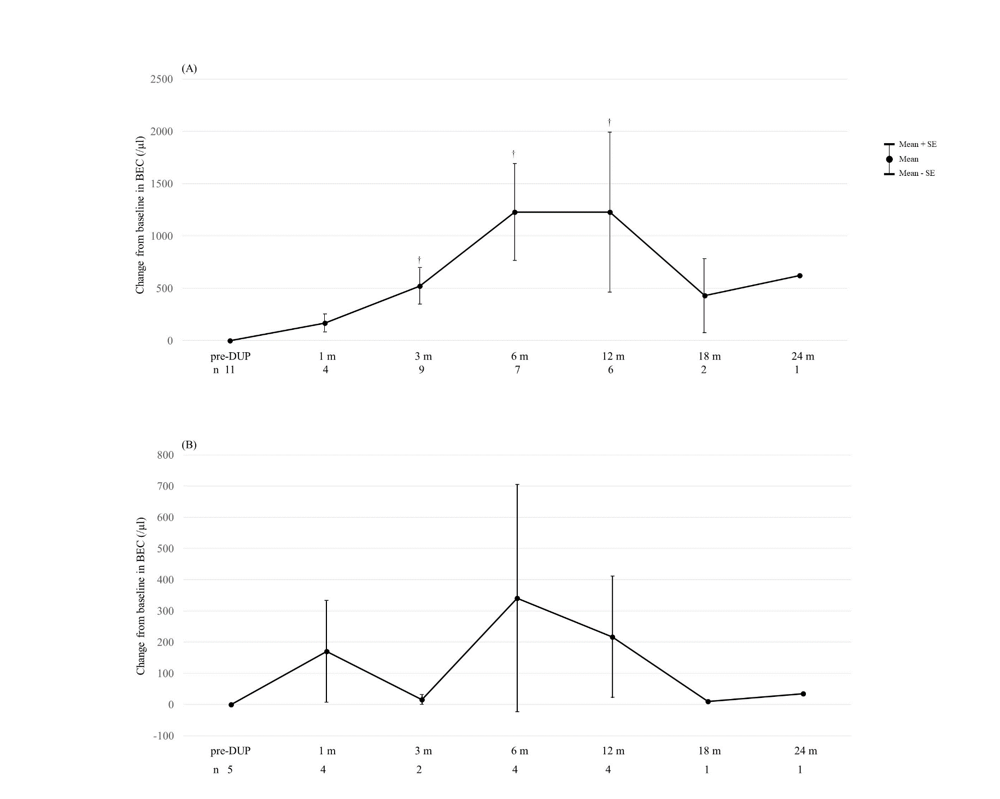 (A)
2500
2000
1500
1000
500
0
Change from baseline in BEC (/μl)
† † †
pre-DUP 1 m 3 m 6 m 12 m 18 m 24 m
n 11 4 9 7 6 2 1
Mean + SE
Mean
Mean - SE
(B)
800
700
600
500
400
300
200
100
0
-100
Change from baseline in BEC (/μl)
pre-DUP 1 m 3 m 6 m 12 m 18 m 24 m
n 5 4 2 4 4 1 1